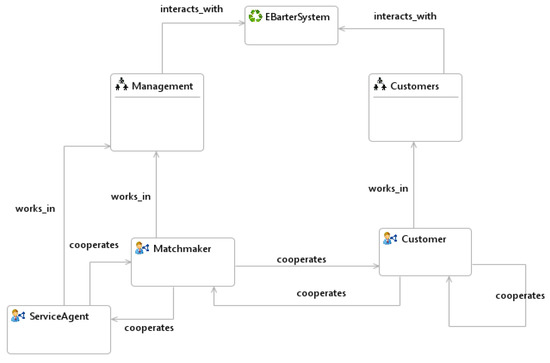 interacts_with
EBarterSystem
interacts_with
Management
Customers
works_in
works_in
works_in
cooperates
Matchmaker
Customer
cooperates
cooperates
cooperates
ServiceAgent
cooperates